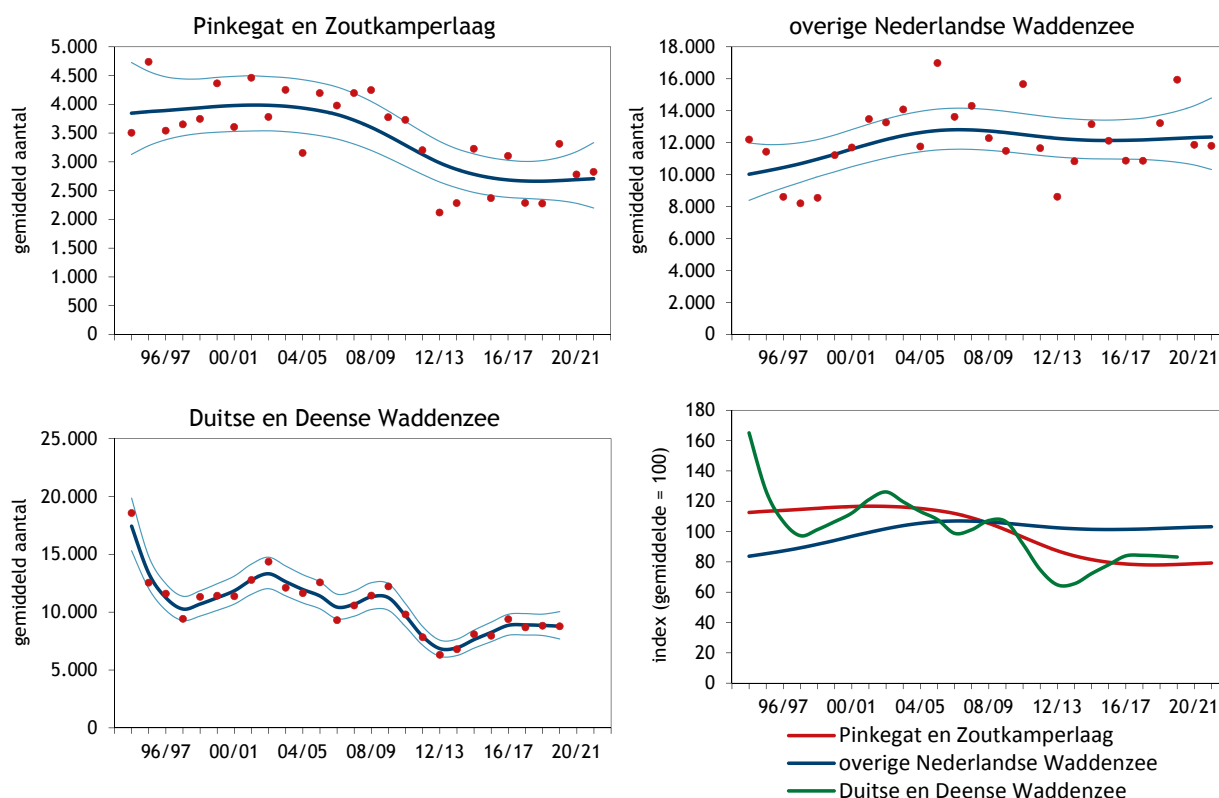 Pinkegat en Zoutkamperlaag
gemiddeld aantal
5.000
4.500
4.000
3.500
3.000
2.500
2.000
1.500
1.000
500
0
96/97 00/01 04/05 08/09 12/13 16/17 20/21
overige Nederlandse Waddenzee
gemiddeld aantal
18.000
16.000
14.000
12.000
10.000
8.000
6.000
4.000
2.000
0
96/97 00/01 04/05 08/09 12/13 16/17 20/21
Duitse en Deense Waddenzee
gemiddeld aantal
25.000
20.000
15.000
10.000
5.000
0
96/97 00/01 04/05 08/09 12/13 16/17 20/21
index (gemiddelde = 100)
180
160
140
120
100
80
60
40
20
0
96/97 00/01 04/05 08/09 12/13 16/17 20/21
Pinkegat en Zoutkamperlaag
overige Nederlandse Waddenzee
Duitse en Deense Waddenzee